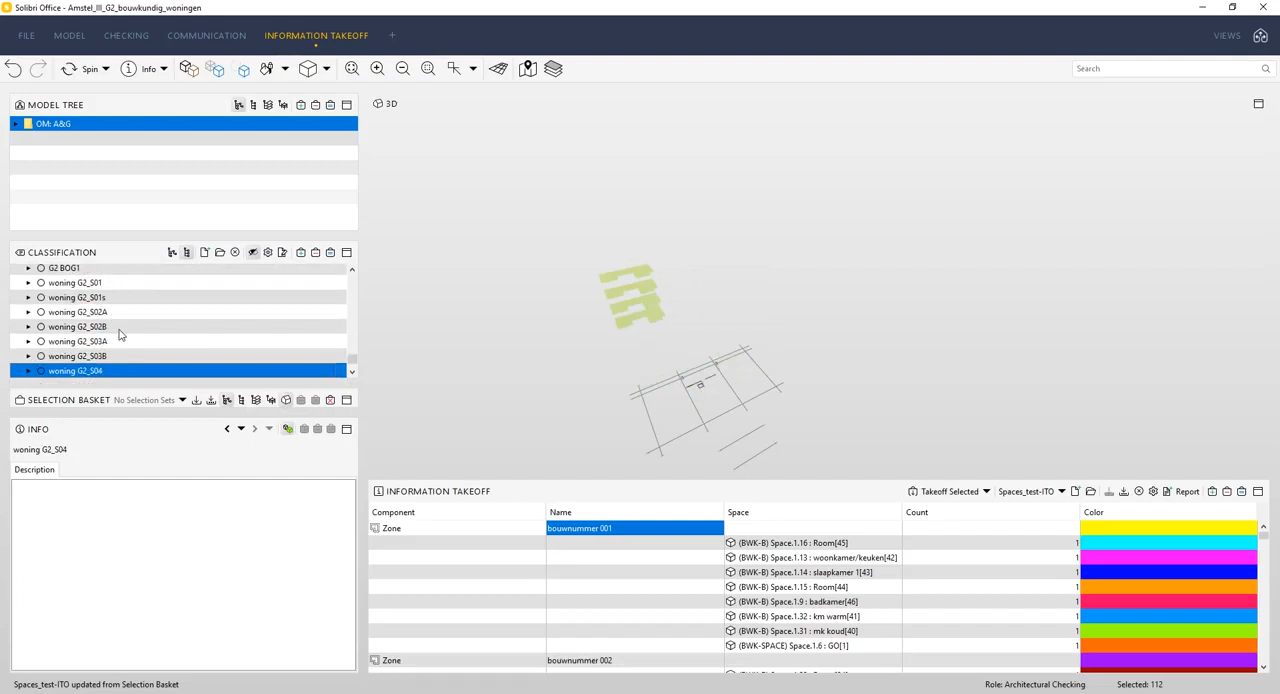 Solibri Office - Amstel_III_G2_bouwkundig_woningen
FILE MODEL CHECKING COMMUNICATION INFORMATION TAKEOFF + VIEWS
Spin Info Search
MODEL TREE
OM: A&G
3D
CLASSIFICATION
G2 BOG1
woning G2_S01
woning G2_S01s
woning G2_S02A
woning G2_S02B
woning G2_S03A
woning G2_S03B
woning G2_S04
SELECTION BASKET No Selection Sets
INFO
woning G2_S04
Description
INFORMATION TAKEOFF Takeoff Selected Spaces_test-ITO Report
Component Name Space Count Color
Zone bouwnummer 001
(BWK-B) Space.1.16 : Room[45] 1
(BWK-B) Space.1.13 : woonkamer/keuken[42] 1
(BWK-B) Space.1.14 : slaapkamer 1[43] 1
(BWK-B) Space.1.15 : Room[44] 1
(BWK-B) Space.1.9 : badkamer[46] 1
(BWK-B) Space.1.32 : km warm[41] 1
(BWK-B) Space.1.31 : mk koud[40] 1
(BWK-SPACE) Space.1.6 : GO[1] 1
Zone bouwnummer 002
Spaces_test-ITO updated from Selection Basket Role: Architectural Checking Selected: 112